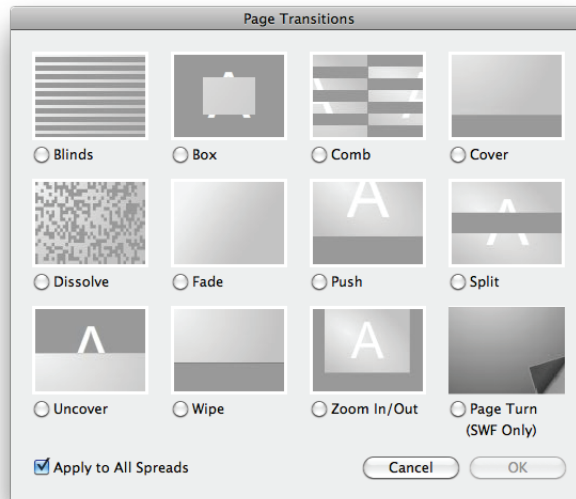 Page Transitions
Blinds
Box
Comb
Cover
Dissolve
Fade
Push
Split
Uncover
Wipe
Zoom In/Out
Page Turn
(SWF Only)
Apply to All Spreads
Cancel
OK